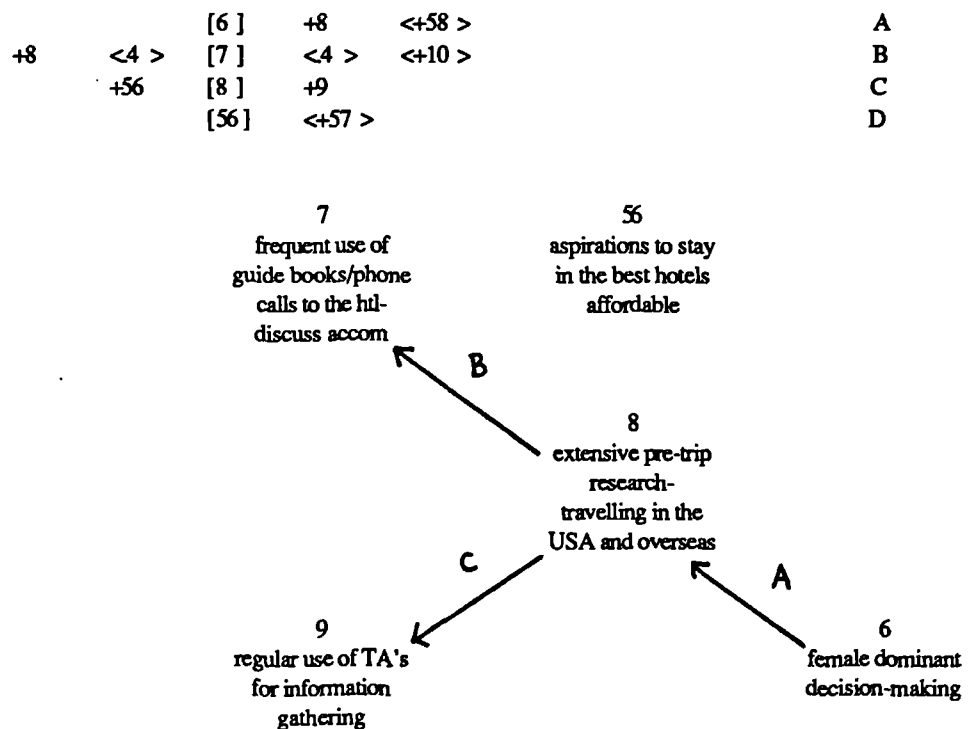 [6] +8 <+58 > A
+8 <4 > [7] <4 > <+10 > B
+56 [8] +9 C
[56] <+57 > D
7
frequent use of
guide books/phone
calls to the htl-
discuss accom
56
aspirations to stay
in the best hotels
affordable
B
8
extensive pre-trip
research-
travelling in the
USA and overseas
C
A
9
regular use of TA's
for information
gathering
6
female dominant
decision-making